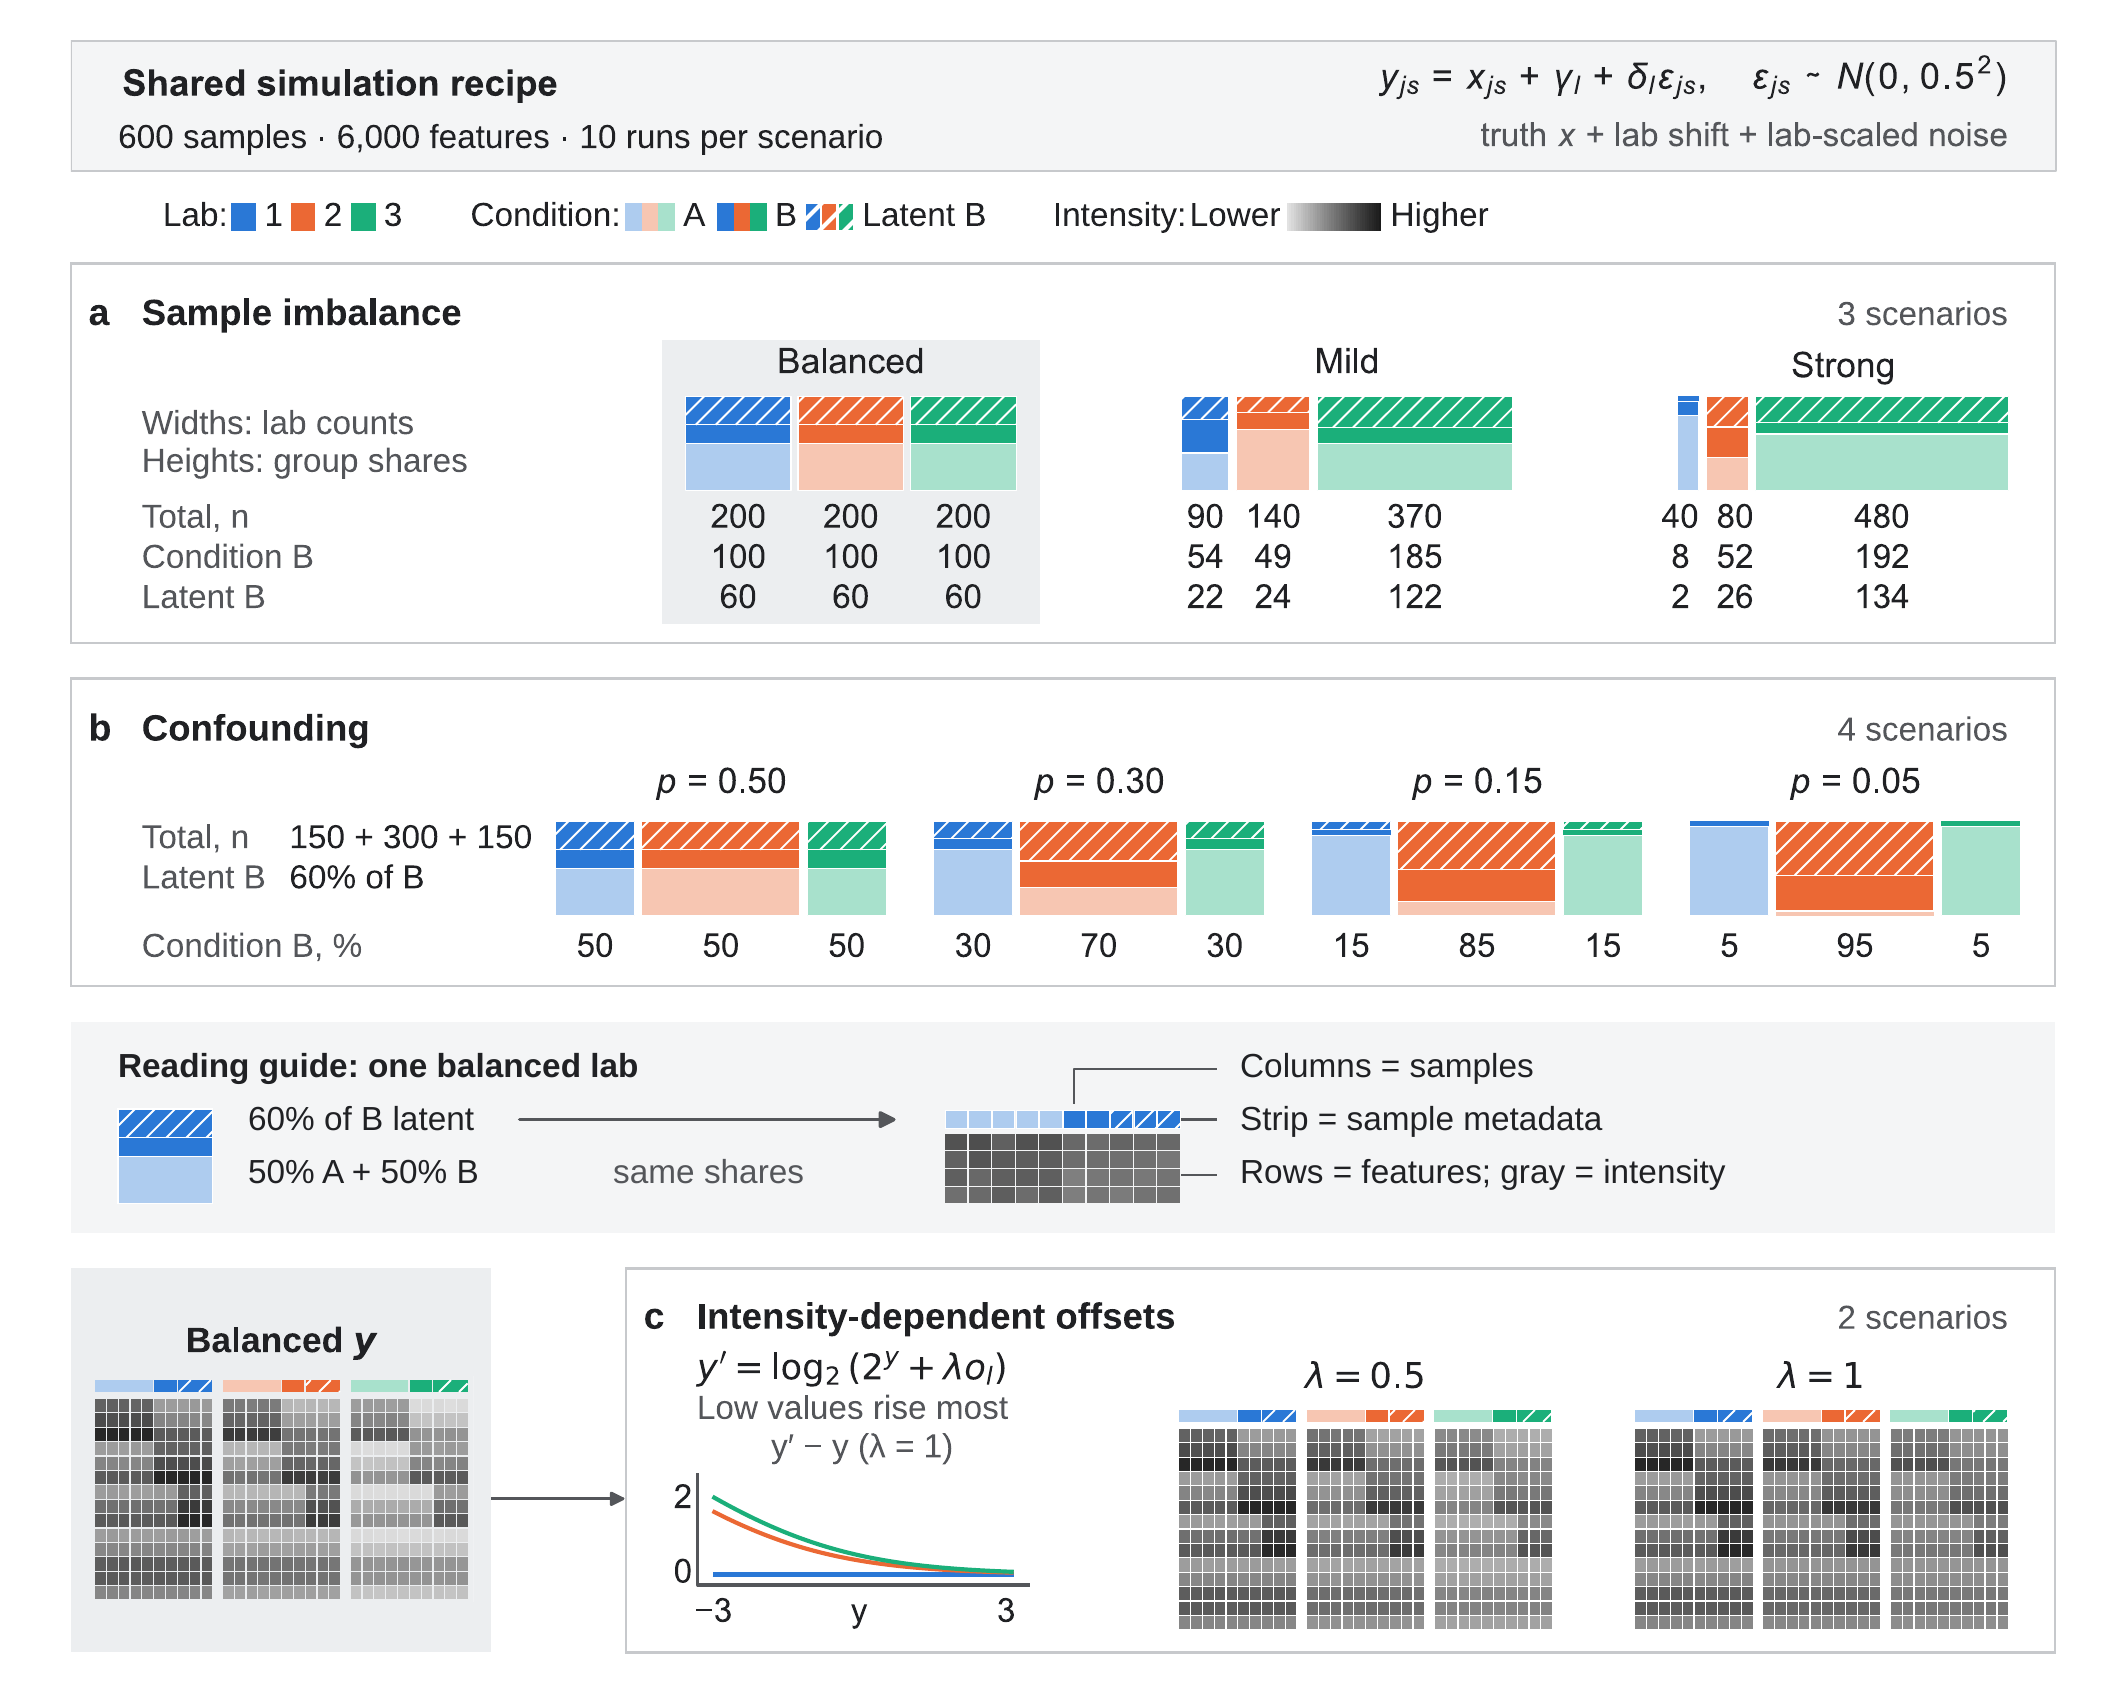 Shared simulation recipe
y_js = x_js + γ_l + δ_l ε_js, ε_js ~ N(0, 0.5²)
600 samples · 6,000 features · 10 runs per scenario
truth x + lab shift + lab-scaled noise
Lab: 1 2 3 Condition: A B Latent B Intensity: Lower Higher
a Sample imbalance
3 scenarios
Balanced Mild Strong
Widths: lab counts
Heights: group shares
Total, n 200 200 200 90 140 370 40 80 480
Condition B 100 100 100 54 49 185 8 52 192
Latent B 60 60 60 22 24 122 2 26 134
b Confounding
4 scenarios
p = 0.50 p = 0.30 p = 0.15 p = 0.05
Total, n 150 + 300 + 150
Latent B 60% of B
Condition B, % 50 50 50 30 70 30 15 85 15 5 95 5
Reading guide: one balanced lab
60% of B latent
50% A + 50% B
same shares
Columns = samples
Strip = sample metadata
Rows = features; gray = intensity
Balanced y
c Intensity-dependent offsets
2 scenarios
y′ = log₂ (2^y + λo_l)
Low values rise most
y′ − y (λ = 1)
2
0
−3 y 3
λ = 0.5 λ = 1